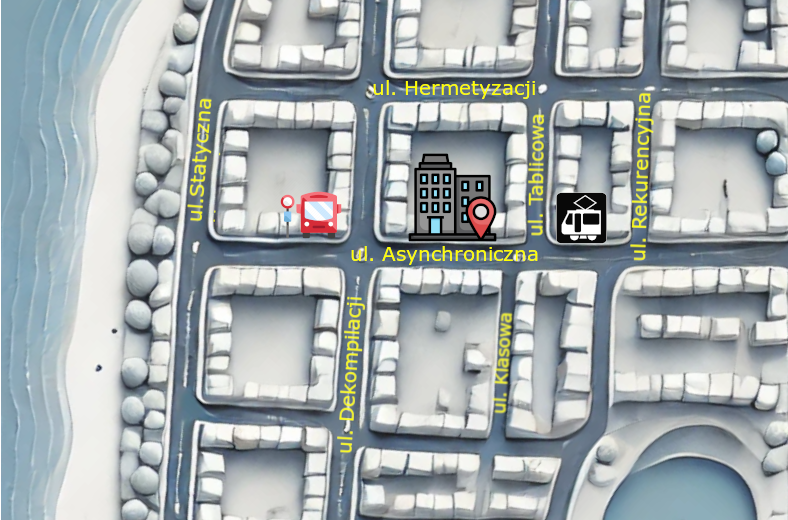 ul. Hermetyzacji
ul.Statyczna
ul. Tablicowa
ul. Rekurencyjna
ul. Asynchroniczna
ul. Dekompilacji
ul. Klasowa